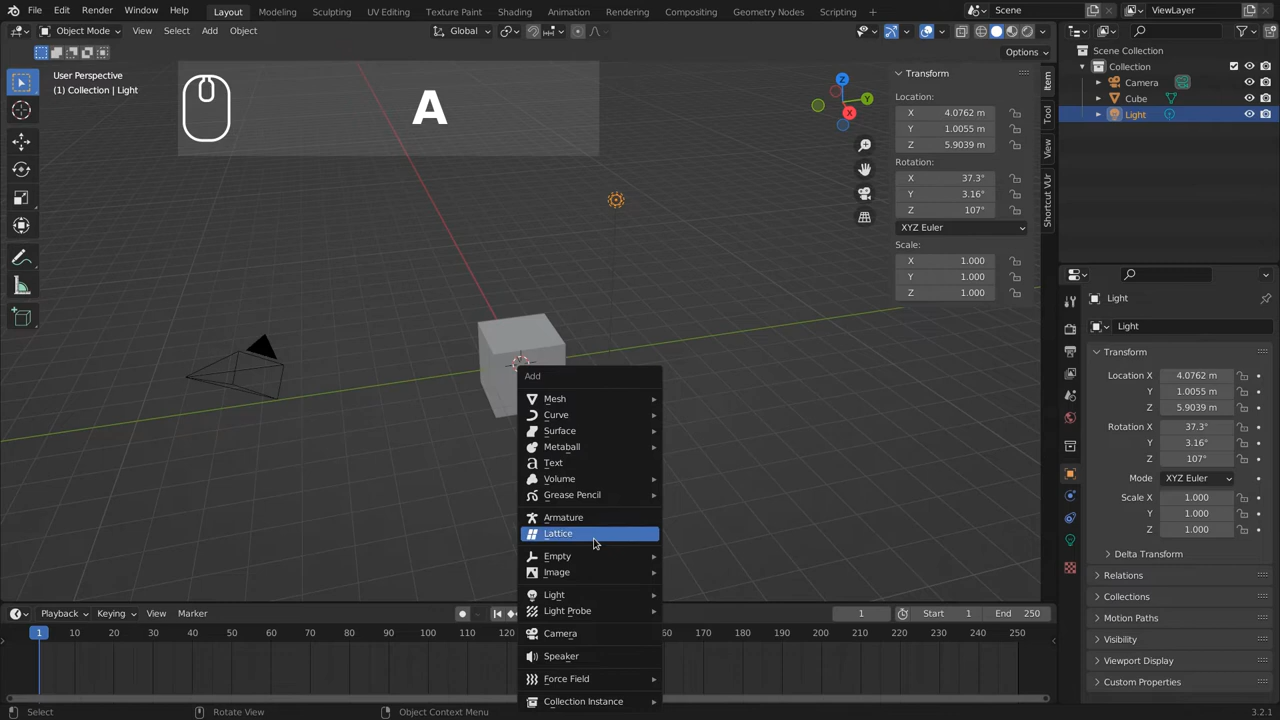 File Edit Render Window Help Layout Modeling Sculpting UV Editing Texture Paint Shading Animation Rendering Compositing Geometry Nodes Scripting Scene ViewLayer
Object Mode View Select Add Object Global
Options
User Perspective
(1) Collection | Light
A
Z
Y
X
Transform
Location:
X 4.0762 m
Y 1.0055 m
Z 5.9039 m
Rotation:
X 37.3°
Y 3.16°
Z 107°
XYZ Euler
Scale:
X 1.000
Y 1.000
Z 1.000
Item
Tool
View
Shortcut VUr
Scene Collection
Collection
Camera
Cube
Light
Add
Mesh
Curve
Surface
Metaball
Text
Volume
Grease Pencil
Armature
Lattice
Empty
Image
Light
Light Probe
Camera
Speaker
Force Field
Collection Instance
Light
Light
Transform
Location X 4.0762 m
Y 1.0055 m
Z 5.9039 m
Rotation X 37.3°
Y 3.16°
Z 107°
Mode XYZ Euler
Scale X 1.000
Y 1.000
Z 1.000
Delta Transform
Relations
Collections
Motion Paths
Visibility
Viewport Display
Custom Properties
Playback Keying View Marker 1 Start 1 End 250
1 10 20 30 40 50 60 70 80 90 100 110 120 160 170 180 190 200 210 220 230 240 250
Select Rotate View Object Context Menu 3.2.1